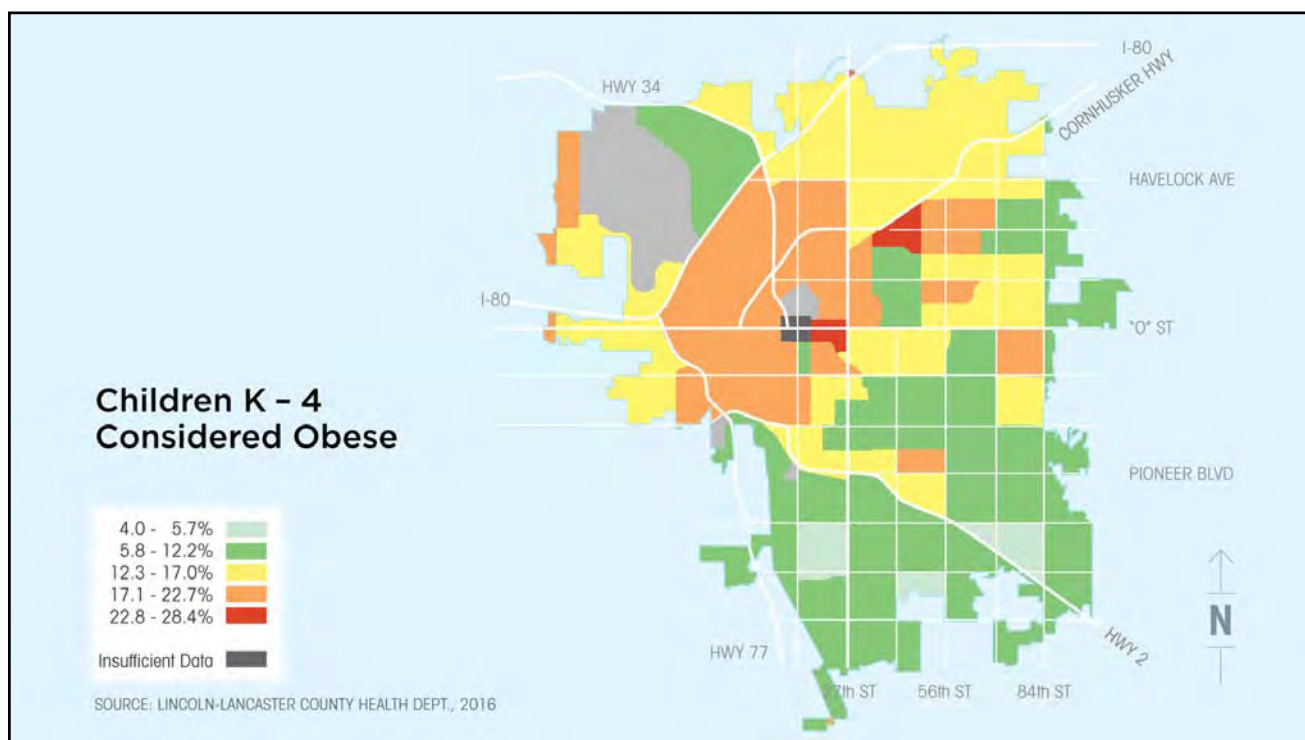 I-80
HWY 34
CORNHUSKER HWY
HAVELOCK AVE
I-80
"O" ST
Children K – 4
Considered Obese
PIONEER BLVD
4.0 - 5.7%
5.8 - 12.2%
12.3 - 17.0%
17.1 - 22.7%
22.8 - 28.4%
Insufficient Data
N
HWY 77
HWY 2
27th ST
56th ST
84th ST
SOURCE: LINCOLN-LANCASTER COUNTY HEALTH DEPT., 2016